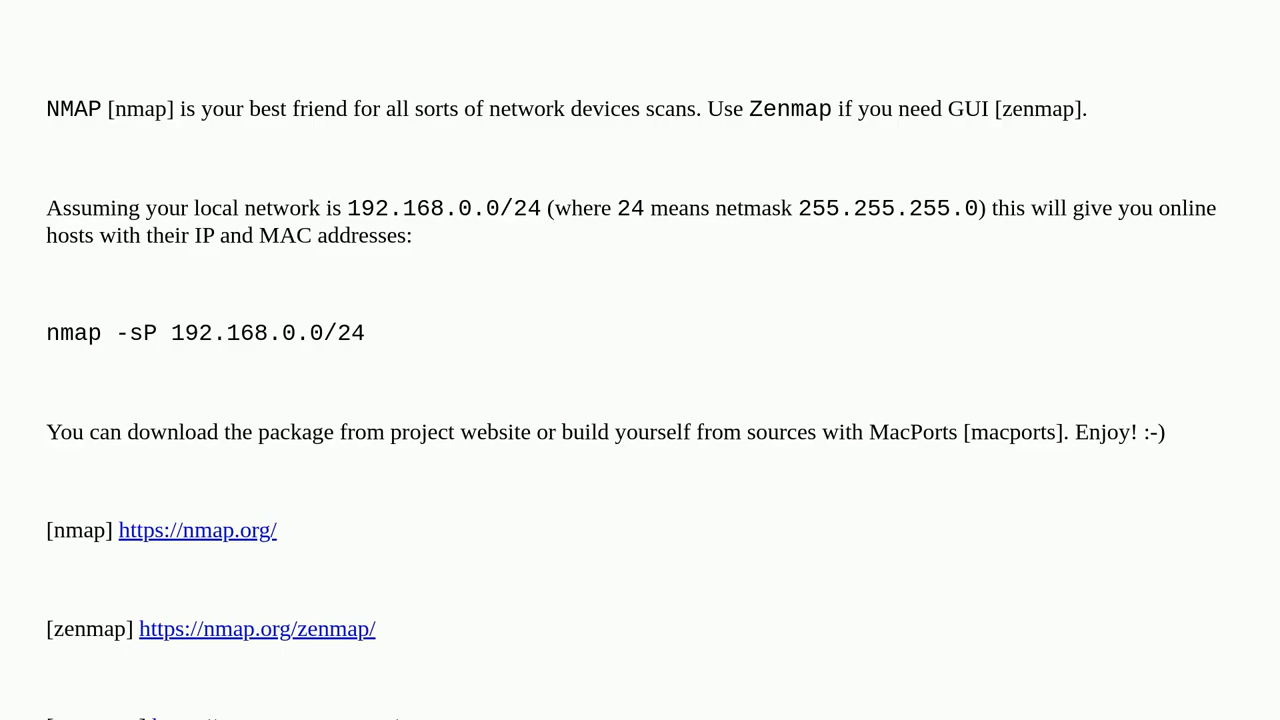 NMAP [nmap] is your best friend for all sorts of network devices scans. Use Zenmap if you need GUI [zenmap].
Assuming your local network is 192.168.0.0/24 (where 24 means netmask 255.255.255.0) this will give you online
hosts with their IP and MAC addresses:
nmap -sP 192.168.0.0/24
You can download the package from project website or build yourself from sources with MacPorts [macports]. Enjoy! :-)
[nmap] https://nmap.org/
[zenmap] https://nmap.org/zenmap/